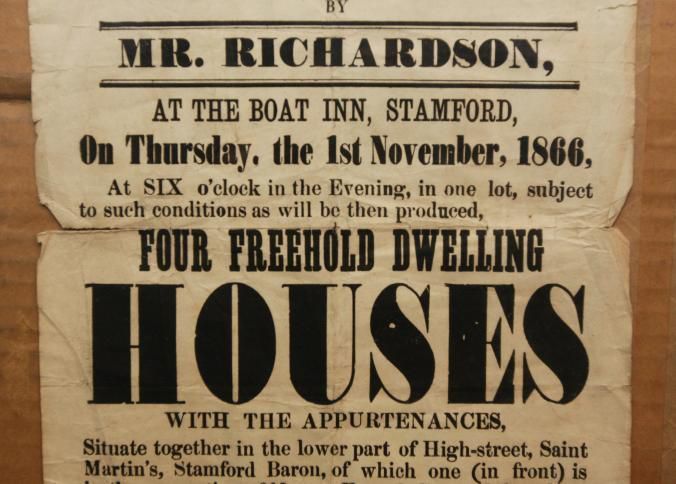 BY
MR. RICHARDSON,
AT THE BOAT INN, STAMFORD,
On Thursday, the 1st November, 1866,
At SIX o'clock in the Evening, in one lot, subject
to such conditions as will be then produced,
FOUR FREEHOLD DWELLING
HOUSES
WITH THE APPURTENANCES,
Situate together in the lower part of High-street, Saint
Martin's, Stamford Baron, of which one (in front) is